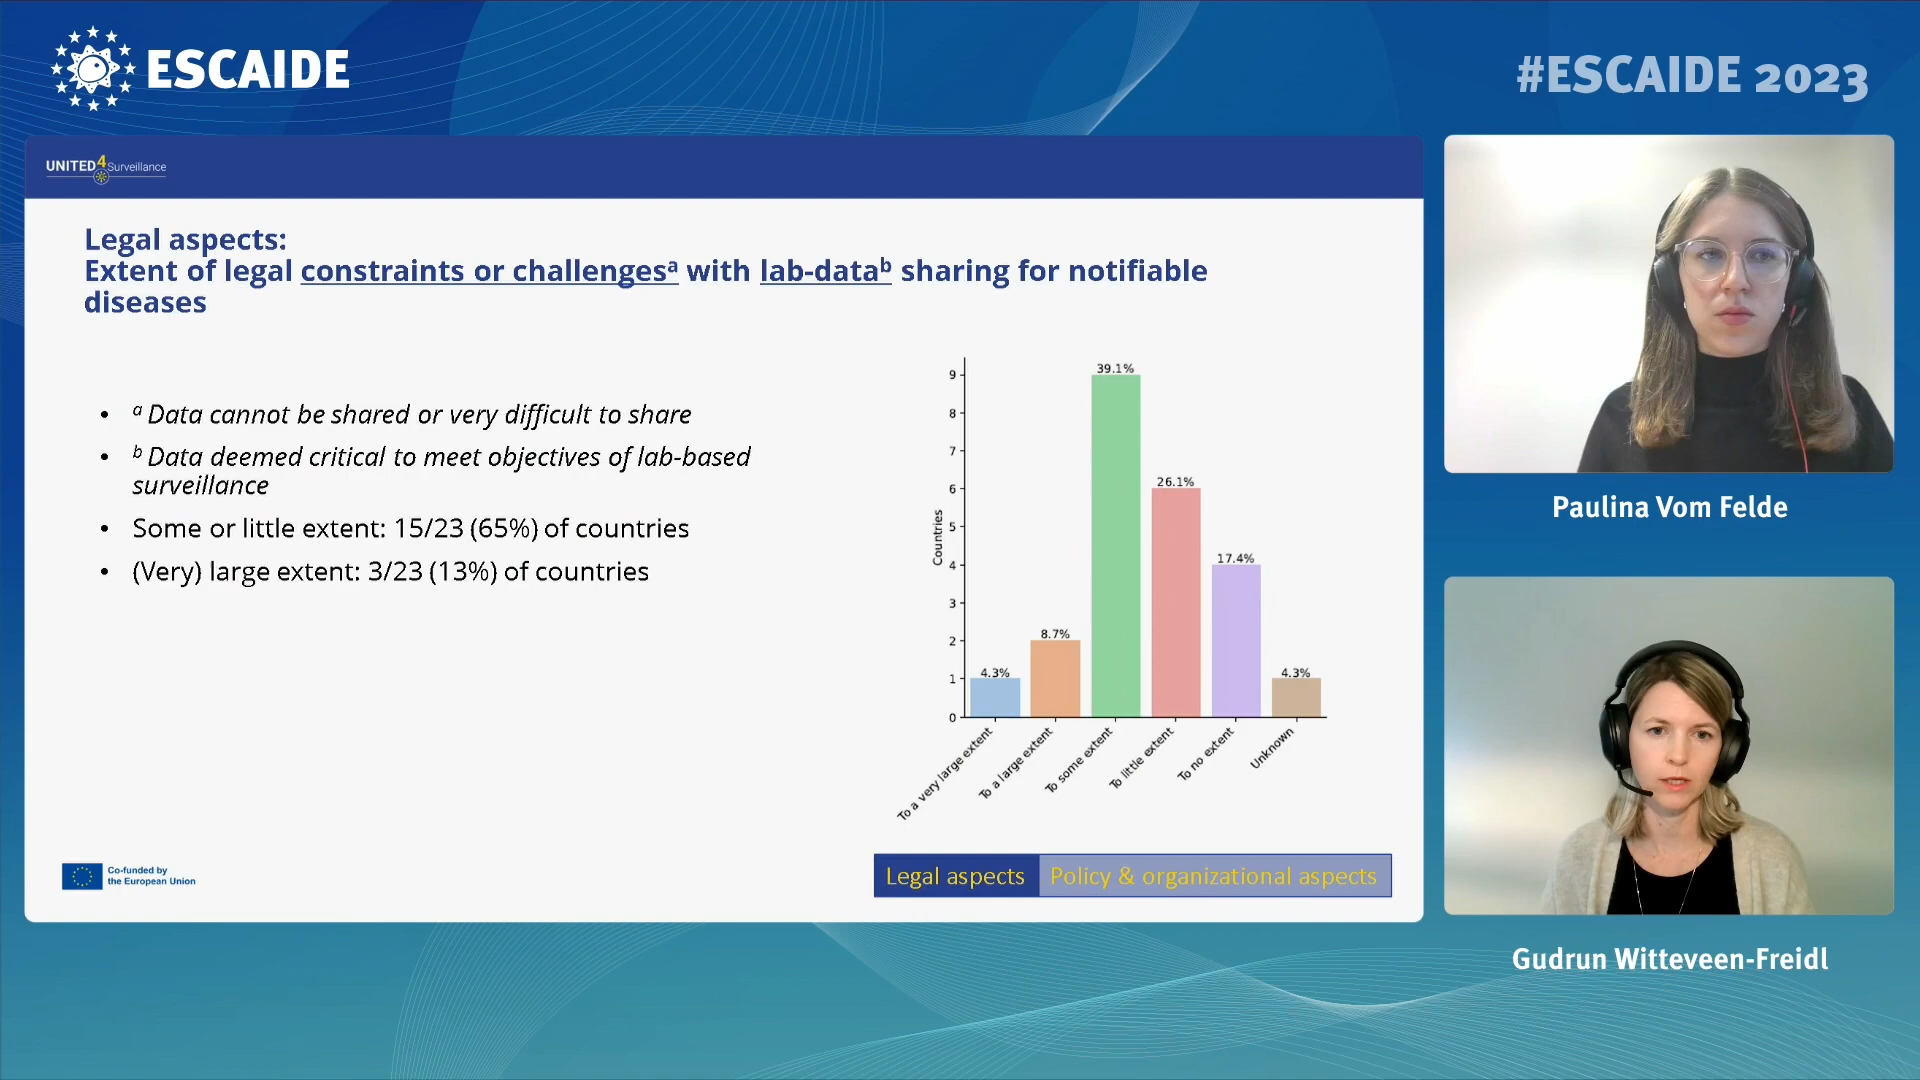 ESCAIDE
#ESCAIDE 2023
UNITED4Surveillance
Legal aspects:
Extent of legal constraints or challengesᵃ with lab-dataᵇ sharing for notifiable
diseases
• ᵃ Data cannot be shared or very difficult to share
• ᵇ Data deemed critical to meet objectives of lab-based
surveillance
• Some or little extent: 15/23 (65%) of countries
• (Very) large extent: 3/23 (13%) of countries
Countries
9
8
7
6
5
4
3
2
1
0
4.3%
8.7%
39.1%
26.1%
17.4%
4.3%
To a very large extent
To a large extent
To some extent
To little extent
To no extent
Unknown
Co-funded by
the European Union
Legal aspects
Policy & organizational aspects
Paulina Vom Felde
Gudrun Witteveen-Freidl